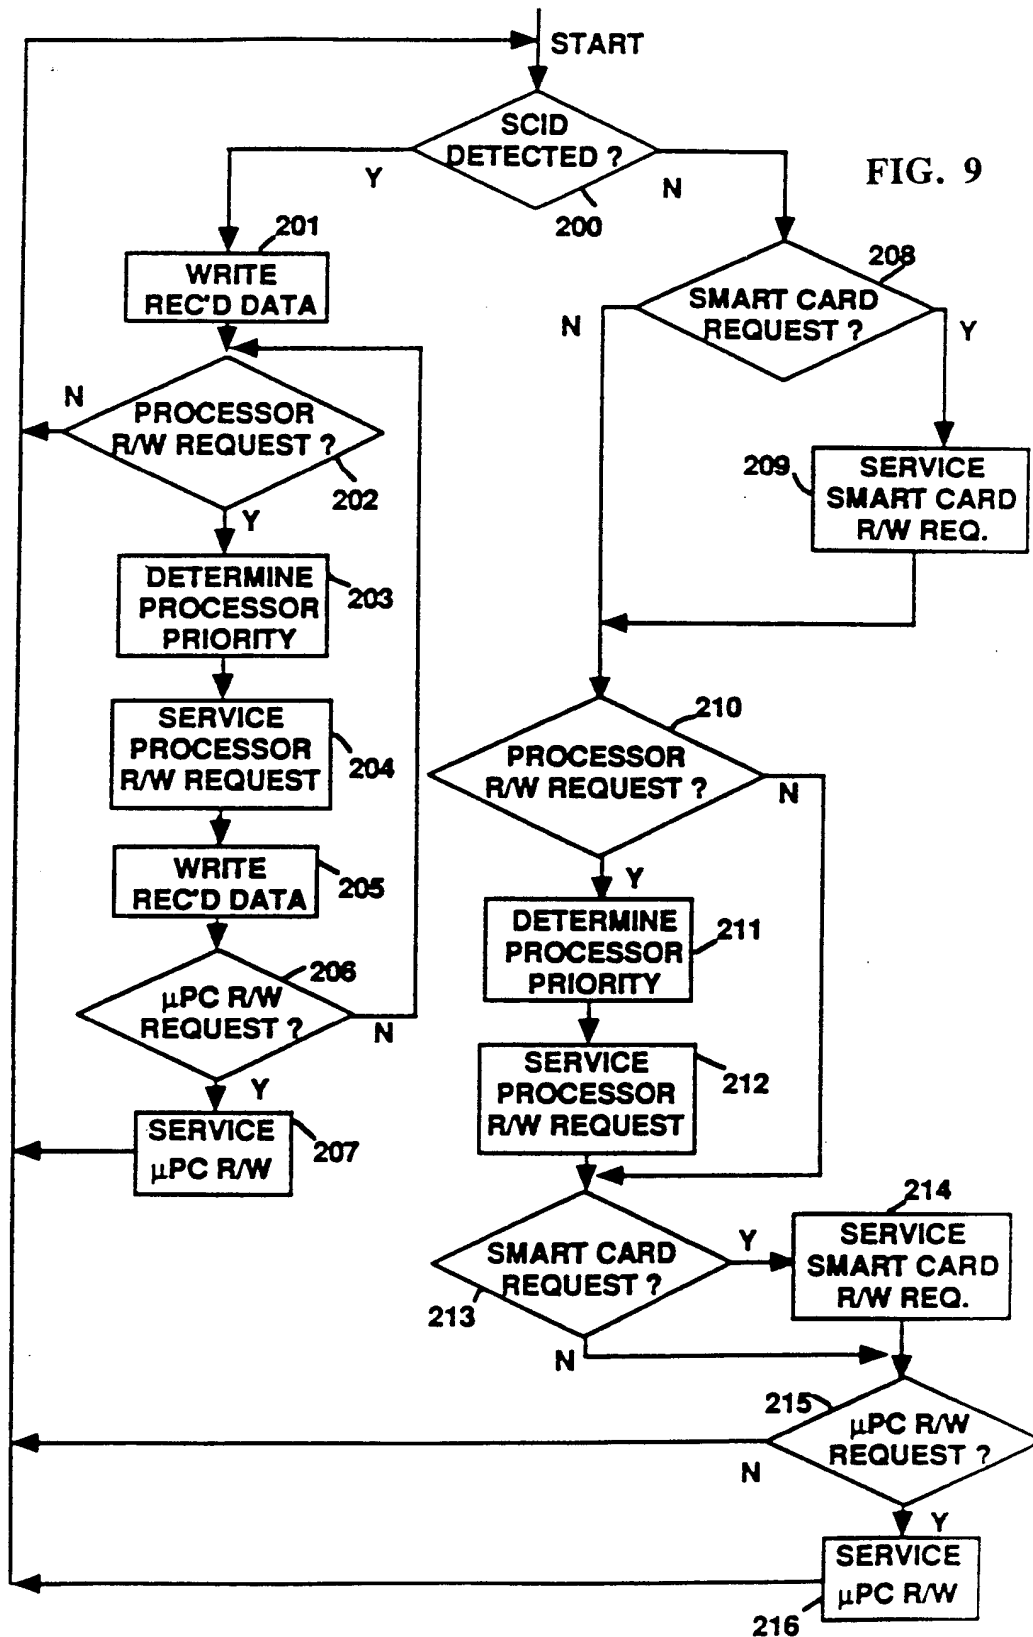 START
SCID
DETECTED ?
Y
N
200
FIG. 9
201
WRITE
REC'D DATA
208
SMART CARD
REQUEST ?
N
Y
N
PROCESSOR
R/W REQUEST ?
202
Y
209
SERVICE
SMART CARD
R/W REQ.
DETERMINE
PROCESSOR
PRIORITY
203
SERVICE
PROCESSOR
R/W REQUEST
204
210
PROCESSOR
R/W REQUEST ?
N
Y
WRITE
REC'D DATA
205
DETERMINE
PROCESSOR
PRIORITY
211
206
µPC R/W
REQUEST ?
N
Y
SERVICE
PROCESSOR
R/W REQUEST
212
SERVICE
µPC R/W
207
SMART CARD
REQUEST ?
213
Y
N
214
SERVICE
SMART CARD
R/W REQ.
215
µPC R/W
REQUEST ?
N
Y
SERVICE
µPC R/W
216